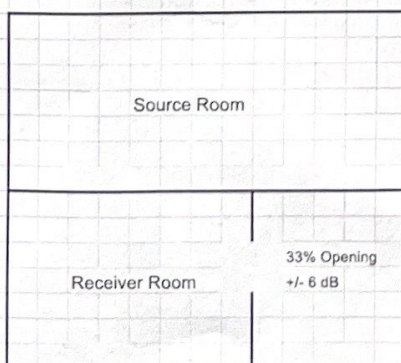 Source Room
33% Opening
Receiver Room
+/- 6 dB